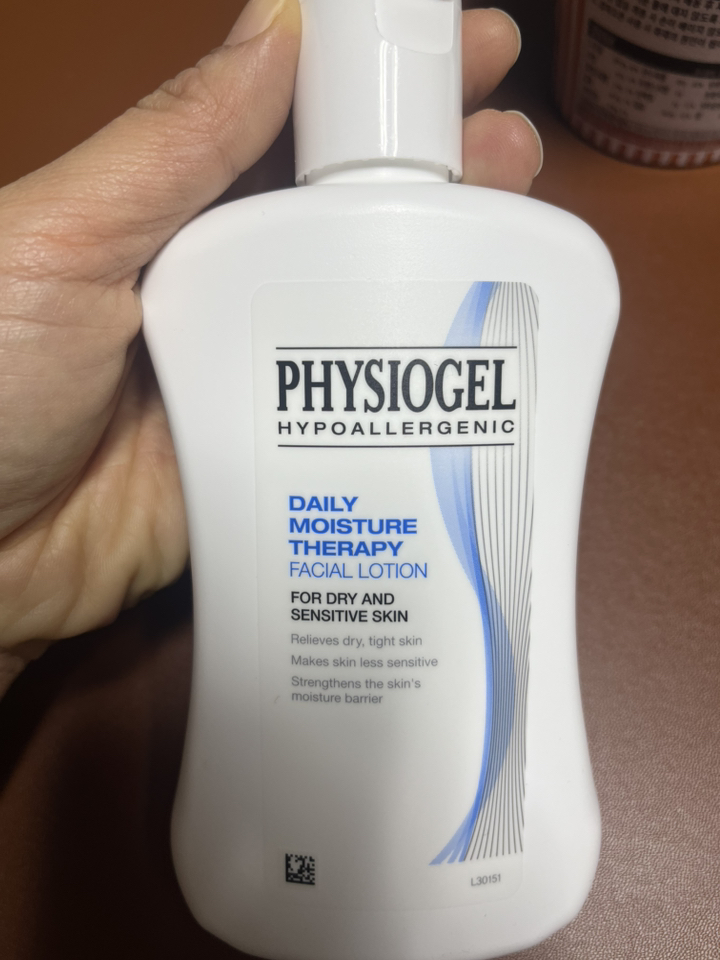 PHYSIOGEL
HYPOALLERGENIC
DAILY
MOISTURE
THERAPY
FACIAL LOTION
FOR DRY AND
SENSITIVE SKIN
Relieves dry, tight skin
Makes skin less sensitive
Strengthens the skin's
moisture barrier
L30151